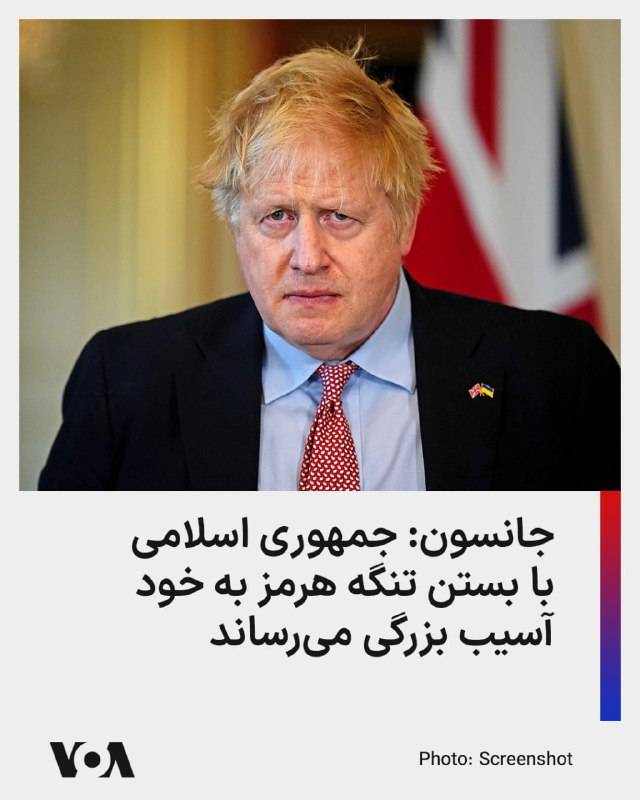 جانسون: جمهوری اسلامی
با بستن تنگه هرمز به خود
آسیب بزرگی می‌رساند
VOA
Photo: Screenshot